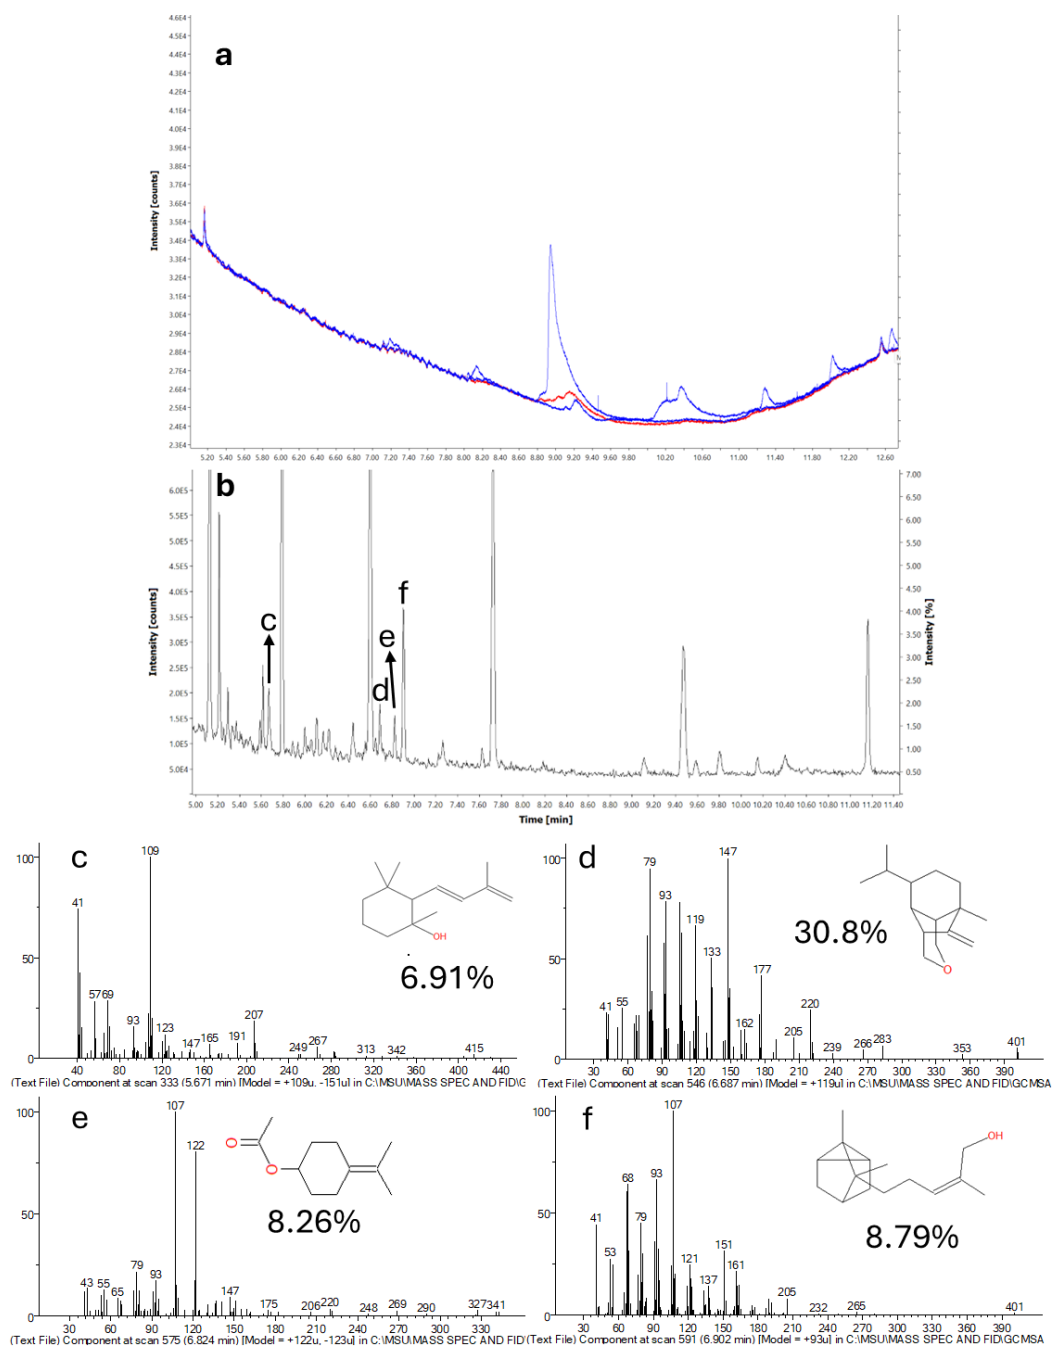 a
4.6E4
4.4E4
4.3E4
4.2E4
4.1E4
4.0E4
3.8E4
3.7E4
3.6E4
3.5E4
3.4E4
3.2E4
3.1E4
3.0E4
2.9E4
2.8E4
2.7E4
2.6E4
2.5E4
2.4E4
2.3E4
Intensity [counts]
5.20 5.60 5.80 6.00 6.20 6.40 6.60 6.80 7.00 7.20 7.40 7.60 7.80 8.00 8.20 8.40 8.60 8.80 9.00 9.20 9.40 9.60 9.80 10.20 10.60 11.00 11.40 11.80 12.20 12.60
b
6.0E5
5.5E5
5.0E5
4.5E5
4.0E5
3.5E5
3.0E5
2.5E5
2.0E5
1.5E5
1.0E5
5.0E4
Intensity [counts]
c
d
e
f
7.00
6.50
6.00
5.50
5.00
4.50
4.00
3.50
3.00
2.50
2.00
1.50
1.00
0.50
Intensity [%]
5.00 5.20 5.40 5.60 5.80 6.00 6.20 6.40 6.60 6.80 7.00 7.20 7.40 7.60 7.80 8.00 8.20 8.40 8.60 8.80 9.00 9.20 9.40 9.60 9.80 10.00 10.20 10.40 10.60 10.80 11.00 11.20 11.40
Time [min]
c
100
50
0
109
41
57 69
93
123
147 165
191
207
249 267
313 342
415
OH
6.91%
40 90 140 190 240 290 340 390 440
(Text File) Component at scan 333 (5.671 min) [Model = +109u, -151u] in C:\MSU\MASS SPEC AND FID\G
d
100
50
0
147
79
93
119
133
177
41 55
162
205
220
239
266 283
353
401
O
30.8%
30 60 90 120 150 180 210 240 270 300 330 360 390
(Text File) Component at scan 546 (6.687 min) [Model = +119u] in C:\MSU\MASS SPEC AND FID\GCMSA
e
100
50
0
107
122
79
93
43 55
65
147
175
206 220
248 269 290
327 341
O
O
8.26%
30 60 90 120 150 180 210 240 270 300 330
(Text File) Component at scan 575 (6.824 min) [Model = +122u, -123u] in C:\MSU\MASS SPEC AND FID\
f
100
50
0
107
68
93
41
53
79
121
137
151
161
205
232
265
401
OH
8.79%
30 60 90 120 150 180 210 240 270 300 330 360 390
(Text File) Component at scan 591 (6.902 min) [Model = +93u] in C:\MSU\MASS SPEC AND FID\GCMSA